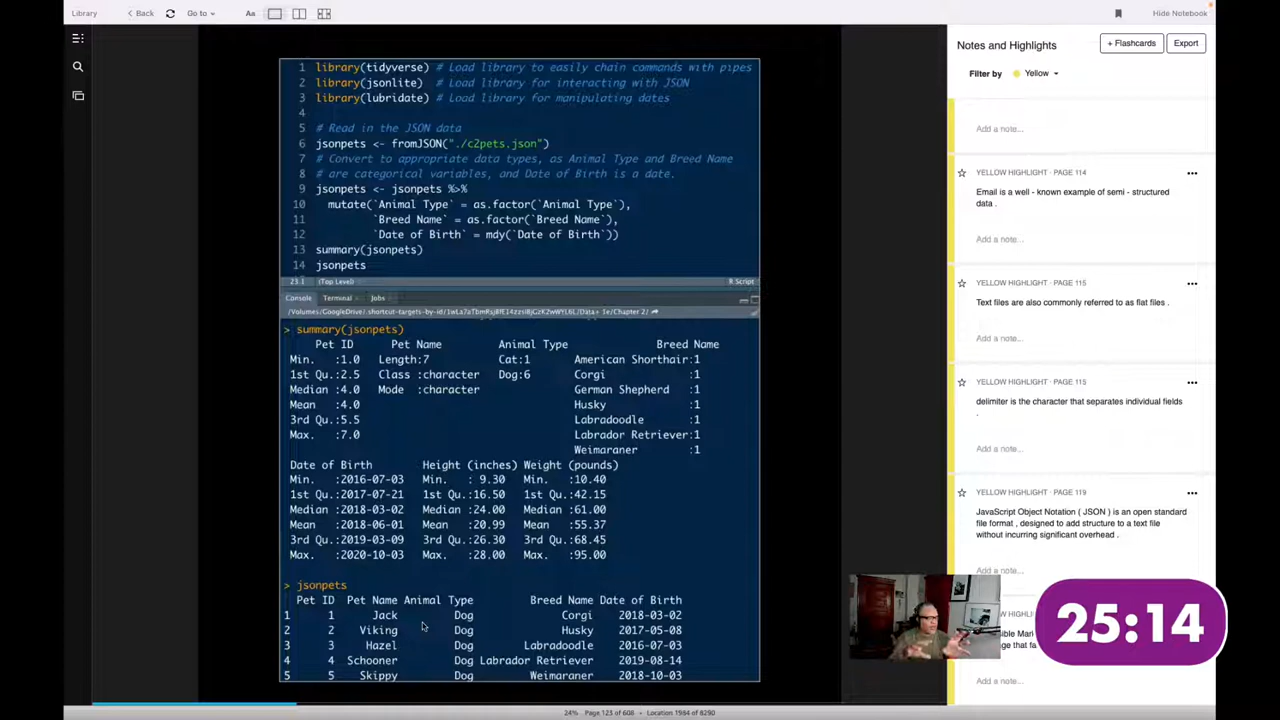 Library
Back
Go to
Aa
Hide Notebook
1 library(tidyverse) # Load library to easily chain commands with pipes
2 library(jsonlite) # Load library for interacting with JSON
3 library(lubridate) # Load library for manipulating dates
4
5 # Read in the JSON data
6 jsonpets <- fromJSON("./c2pets.json")
7 # Convert to appropriate data types, as Animal Type and Breed Name
8 # are categorical variables, and Date of Birth is a date.
9 jsonpets <- jsonpets %>%
10 mutate(`Animal Type` = as.factor(`Animal Type`),
11 `Breed Name` = as.factor(`Breed Name`),
12 `Date of Birth` = mdy(`Date of Birth`))
13 summary(jsonpets)
14 jsonpets
23.1 (Top Level) R Script
Console Terminal Jobs
> summary(jsonpets)
Pet ID Pet Name Animal Type Breed Name
Min. :1.0 Length:7 Cat:1 American Shorthair:1
1st Qu.:2.5 Class :character Dog:6 Corgi :1
Median :4.0 Mode :character German Shepherd :1
Mean :4.0 Husky :1
3rd Qu.:5.5 Labradoodle :1
Max. :7.0 Labrador Retriever:1
Weimaraner :1
Date of Birth Height (inches) Weight (pounds)
Min. :2016-07-03 Min. : 9.30 Min. :10.40
1st Qu.:2017-07-21 1st Qu.:16.50 1st Qu.:42.15
Median :2018-03-02 Median :24.00 Median :61.00
Mean :2018-06-01 Mean :20.99 Mean :55.37
3rd Qu.:2019-03-09 3rd Qu.:26.30 3rd Qu.:68.45
Max. :2020-10-03 Max. :28.00 Max. :95.00
> jsonpets
Pet ID Pet Name Animal Type Breed Name Date of Birth
1 1 Jack Dog Corgi 2018-03-02
2 2 Viking Dog Husky 2017-05-08
3 3 Hazel Dog Labradoodle 2016-07-03
4 4 Schooner Dog Labrador Retriever 2019-08-14
5 5 Skippy Dog Weimaraner 2018-10-03
24% Page 123 of 608 • Location 1984 of 8290
Notes and Highlights
+ Flashcards
Export
Filter by Yellow
Add a note...
YELLOW HIGHLIGHT · PAGE 114
Email is a well - known example of semi - structured
data .
Add a note...
YELLOW HIGHLIGHT · PAGE 115
Text files are also commonly referred to as flat files .
Add a note...
YELLOW HIGHLIGHT · PAGE 115
delimiter is the character that separates individual fields
.
Add a note...
YELLOW HIGHLIGHT · PAGE 119
JavaScript Object Notation ( JSON ) is an open standard
file format , designed to add structure to a text file
without incurring significant overhead .
Add a note...
25:14
Add a note...